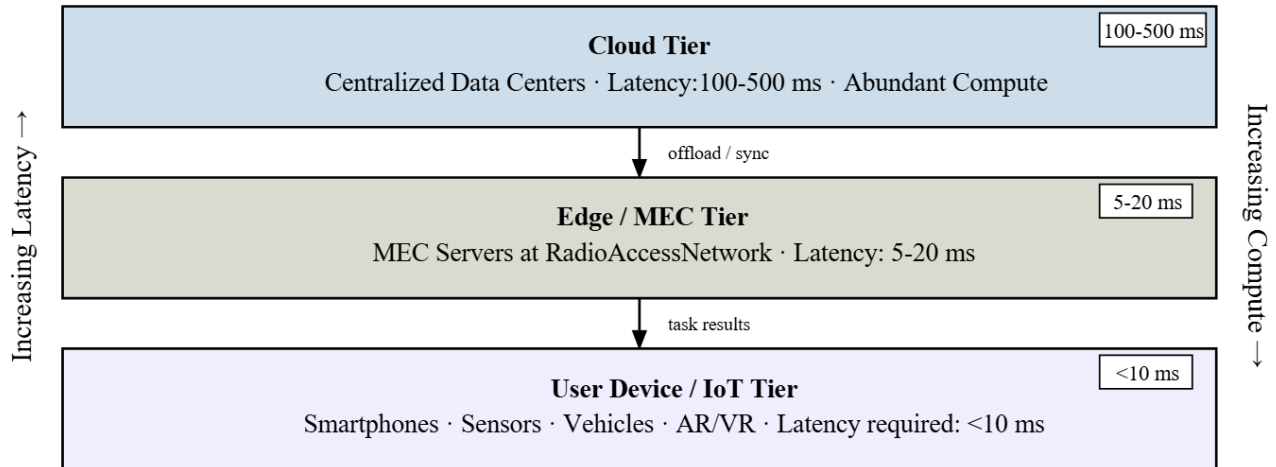 100-500 ms
Cloud Tier
Centralized Data Centers · Latency:100-500 ms · Abundant Compute
offload / sync
5-20 ms
Edge / MEC Tier
MEC Servers at RadioAccessNetwork · Latency: 5-20 ms
task results
<10 ms
User Device / IoT Tier
Smartphones · Sensors · Vehicles · AR/VR · Latency required: <10 ms
Increasing Latency →
Increasing Compute →